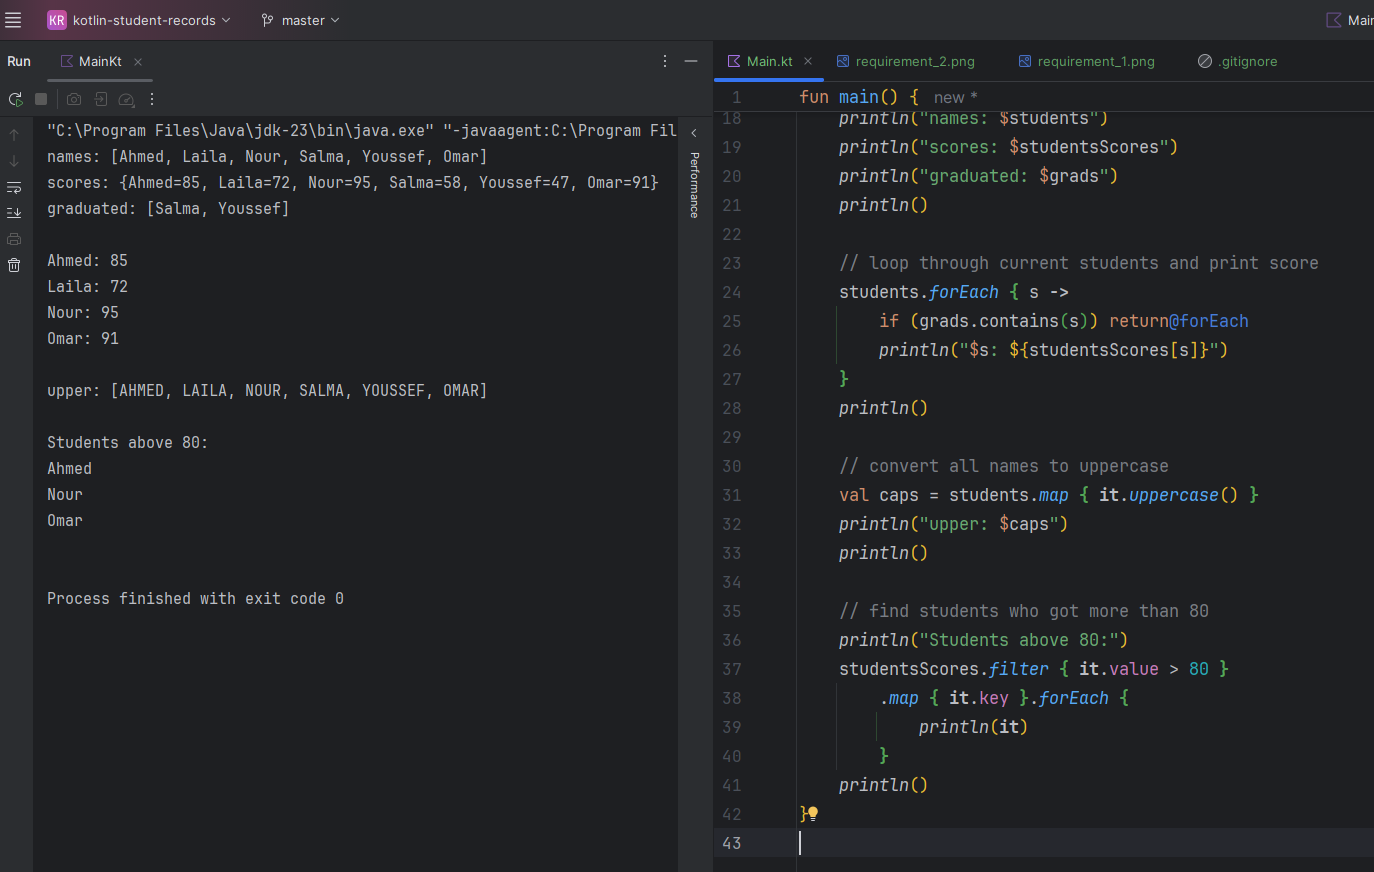 KR kotlin-student-records master
Run MainKt
"C:\Program Files\Java\jdk-23\bin\java.exe" "-javaagent:C:\Program Fil
names: [Ahmed, Laila, Nour, Salma, Youssef, Omar]
scores: {Ahmed=85, Laila=72, Nour=95, Salma=58, Youssef=47, Omar=91}
graduated: [Salma, Youssef]
Ahmed: 85
Laila: 72
Nour: 95
Omar: 91
upper: [AHMED, LAILA, NOUR, SALMA, YOUSSEF, OMAR]
Students above 80:
Ahmed
Nour
Omar
Process finished with exit code 0
Performance
Main
Main.kt requirement_2.png requirement_1.png .gitignore
1 fun main() { new *
18 println("names: $students")
19 println("scores: $studentsScores")
20 println("graduated: $grads")
21 println()
22
23 // loop through current students and print score
24 students.forEach { s ->
25 if (grads.contains(s)) return@forEach
26 println("$s: ${studentsScores[s]}")
27 }
28 println()
29
30 // convert all names to uppercase
31 val caps = students.map { it.uppercase() }
32 println("upper: $caps")
33 println()
34
35 // find students who got more than 80
36 println("Students above 80:")
37 studentsScores.filter { it.value > 80 }
38 .map { it.key }.forEach {
39 println(it)
40 }
41 println()
42 }
43